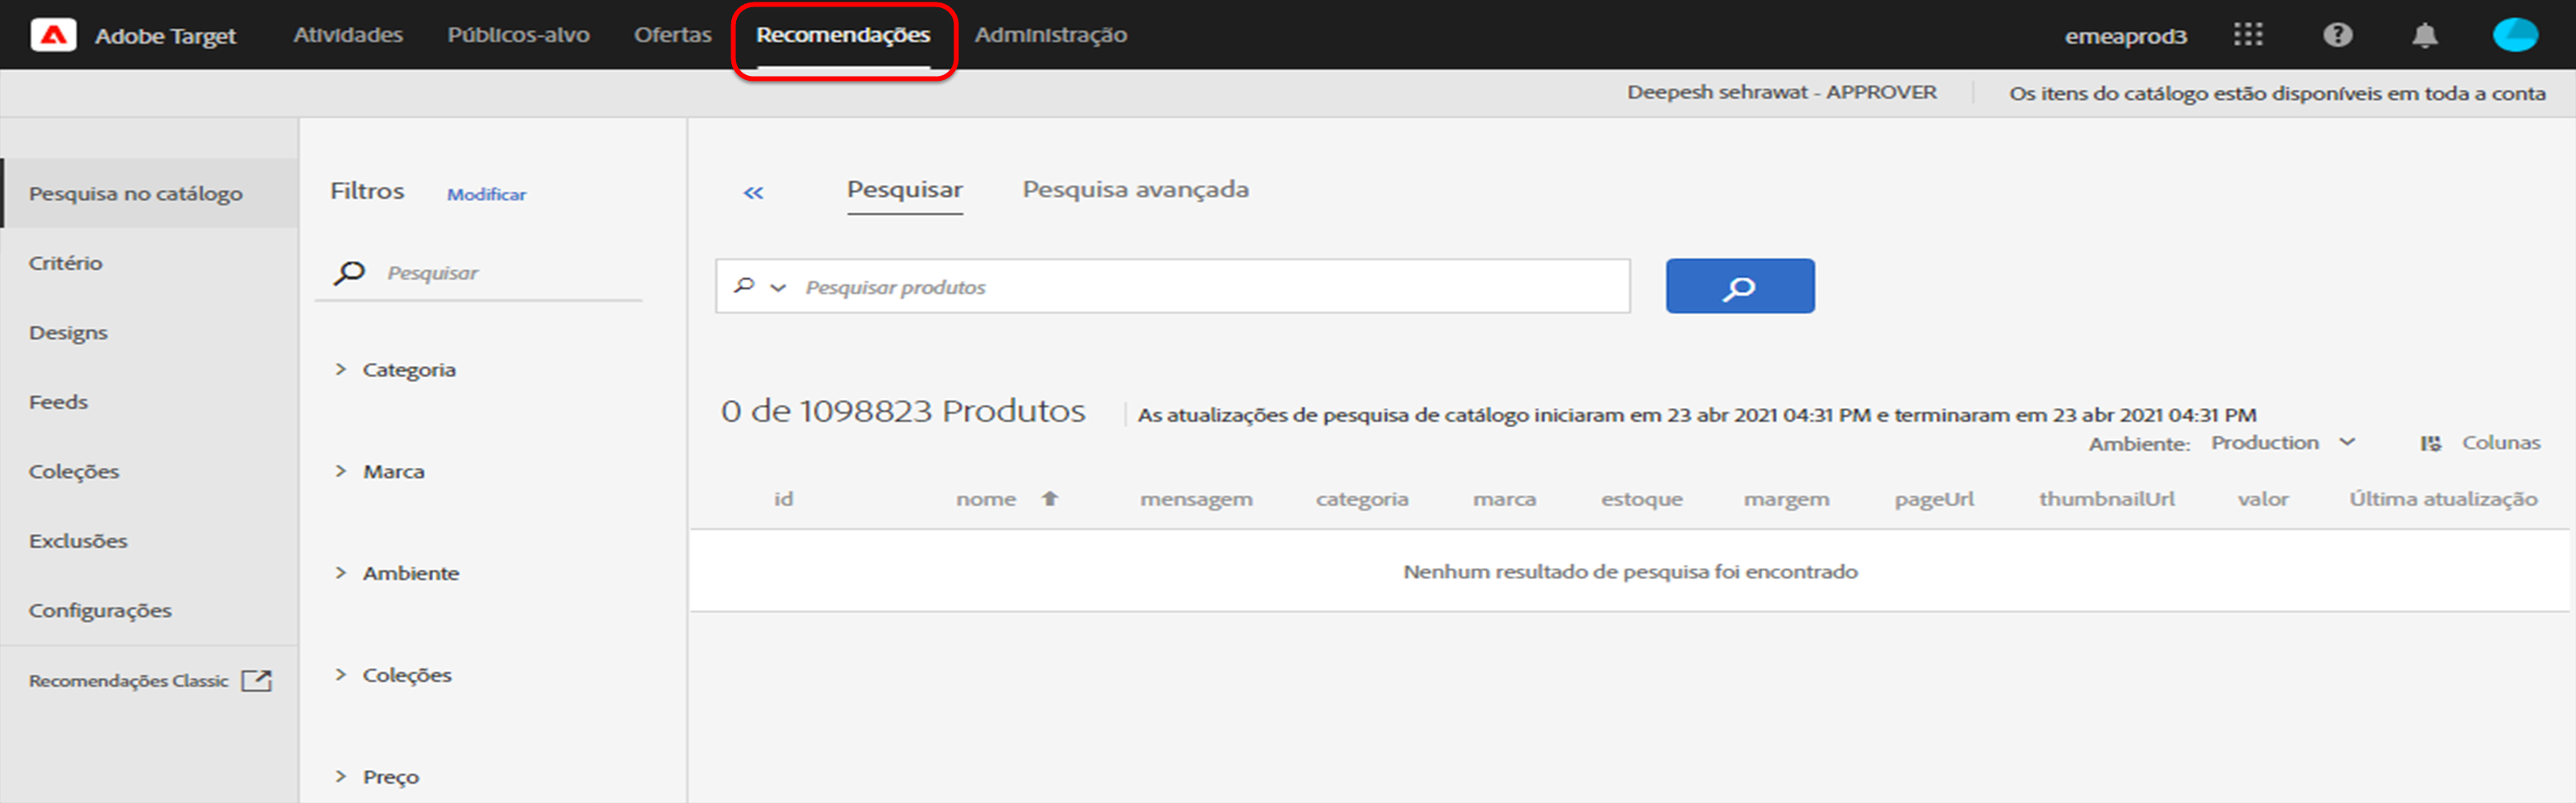 Adobe Target Atividades Públicos-alvo Ofertas Recomendações Administração emeaprod3
Deepesh sehrawat - APPROVER Os itens do catálogo estão disponíveis em toda a conta
Pesquisa no catálogo
Critério
Designs
Feeds
Coleções
Exclusões
Configurações
Recomendações Classic
Filtros Modificar
Pesquisar
Categoria
Marca
Ambiente
Coleções
Preço
Pesquisar Pesquisa avançada
Pesquisar produtos
0 de 1098823 Produtos As atualizações de pesquisa de catálogo iniciaram em 23 abr 2021 04:31 PM e terminaram em 23 abr 2021 04:31 PM
Ambiente: Production Colunas
id nome mensagem categoria marca estoque margem pageUrl thumbnailUrl valor Última atualização
Nenhum resultado de pesquisa foi encontrado